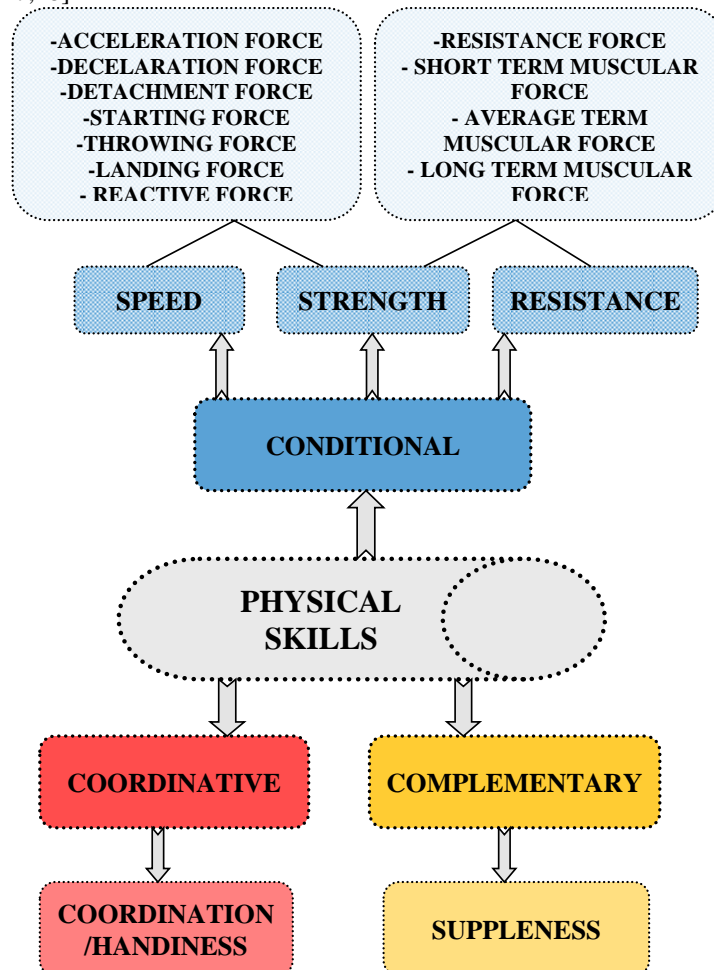 -ACCELERATION FORCE
-DECELARATION FORCE
-DETACHMENT FORCE
-STARTING FORCE
-THROWING FORCE
-LANDING FORCE
- REACTIVE FORCE
-RESISTANCE FORCE
- SHORT TERM MUSCULAR
FORCE
- AVERAGE TERM
MUSCULAR FORCE
- LONG TERM MUSCULAR
FORCE
SPEED
STRENGTH
RESISTANCE
CONDITIONAL
PHYSICAL
SKILLS
COORDINATIVE
COMPLEMENTARY
COORDINATION
/HANDINESS
SUPPLENESS